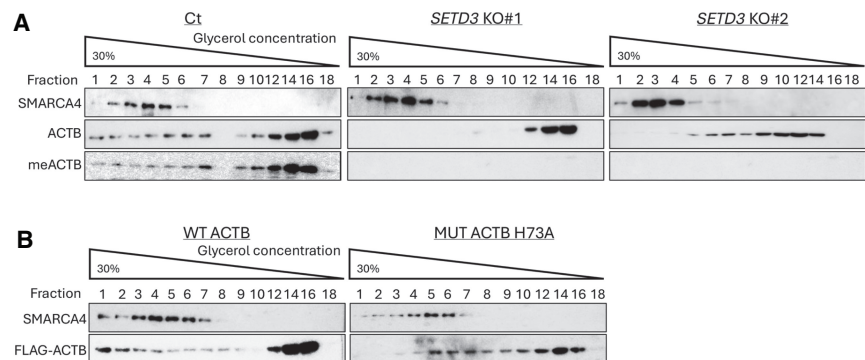 A
Ct
SETD3 KO#1
SETD3 KO#2
Glycerol concentration
30%
30%
30%
Fraction 1 2 3 4 5 6 7 8 9 10 12 14 16 18 1 2 3 4 5 6 7 8 9 10 12 14 16 18 1 2 3 4 5 6 7 8 9 10 12 14 16 18
SMARCA4
ACTB
meACTB
B
WT ACTB
MUT ACTB H73A
Glycerol concentration
30%
30%
Fraction 1 2 3 4 5 6 7 8 9 10 12 14 16 18 1 2 3 4 5 6 7 8 9 10 12 14 16 18
SMARCA4
FLAG-ACTB